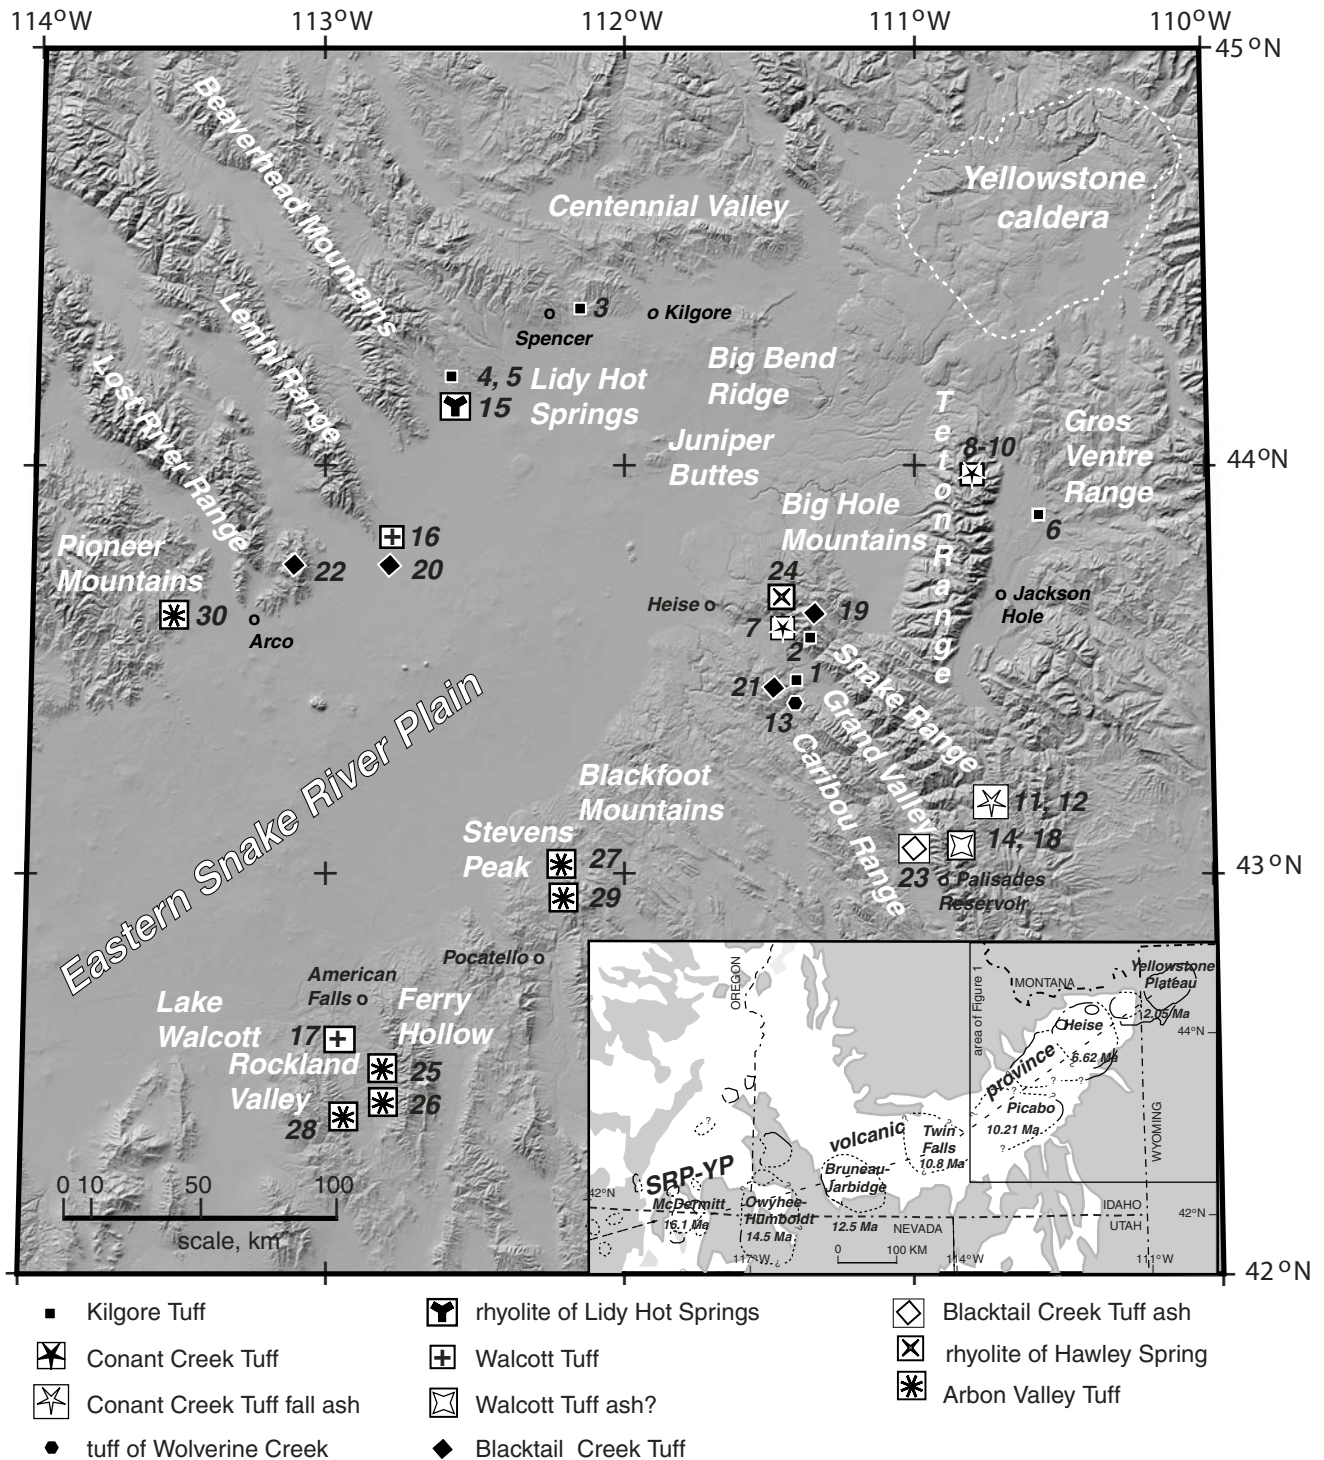 114°W 113°W 112°W 111°W 110°W
45°N
Beaverhead Mountains
Yellowstone
caldera
Centennial Valley
Lemhi Range
3
Kilgore
Spencer
Lost River Range
Big Bend
Ridge
4, 5
Lidy Hot
Springs
15
Teton Range
Gros
Ventre
Range
Juniper
Buttes
8-10
44°N
Big Hole
Mountains
6
16
Pioneer
Mountains
22
20
24
Jackson
Hole
30
Arco
Heise
19
7
2
Snake Range
1
21
Grand Valley
13
Caribou Range
Eastern Snake River Plain
Blackfoot
Mountains
11, 12
Stevens
Peak
27
14, 18
43°N
23
Palisades
Reservoir
29
Pocatello
American
Falls
Lake
Walcott
Ferry
Hollow
17
Rockland
Valley
25
26
28
0 10 50 100
scale, km
OREGON
area of Figure 1
MONTANA
Yellowstone
Plateau
2.05 Ma
44°N
Heise
6.62 Ma
province
Picabo
10.21 Ma
WYOMING
volcanic
Twin
Falls
10.8 Ma
SRP-YP
Bruneau-
Jarbidge
12.5 Ma
42°N
McDermitt
16.1 Ma
Owyhee-
Humboldt
14.5 Ma
NEVADA
IDAHO
UTAH
42°N
0 100 KM
117°W 114°W 111°W
42°N
Kilgore Tuff
Conant Creek Tuff
Conant Creek Tuff fall ash
tuff of Wolverine Creek
rhyolite of Lidy Hot Springs
Walcott Tuff
Walcott Tuff ash?
Blacktail Creek Tuff
Blacktail Creek Tuff ash
rhyolite of Hawley Spring
Arbon Valley Tuff